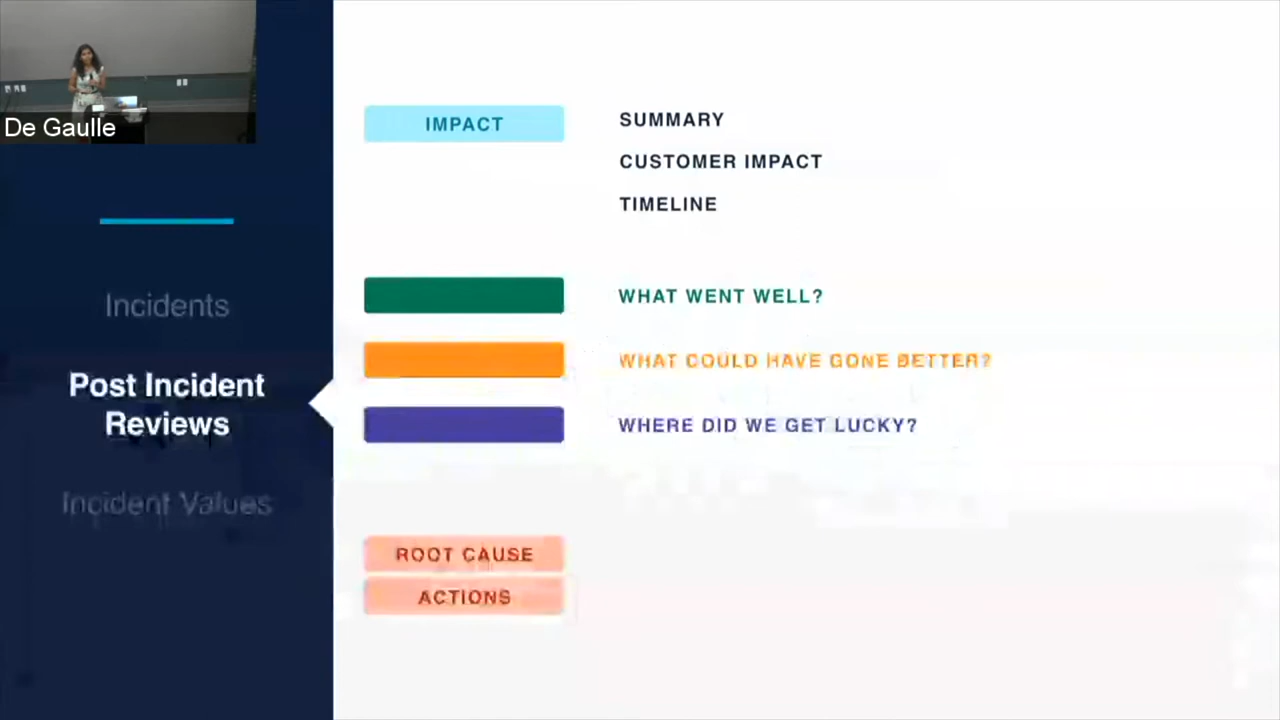 De Gaulle
Incidents
Post Incident
Reviews
Incident Values
IMPACT
SUMMARY
CUSTOMER IMPACT
TIMELINE
WHAT WENT WELL?
WHAT COULD HAVE GONE BETTER?
WHERE DID WE GET LUCKY?
ROOT CAUSE
ACTIONS